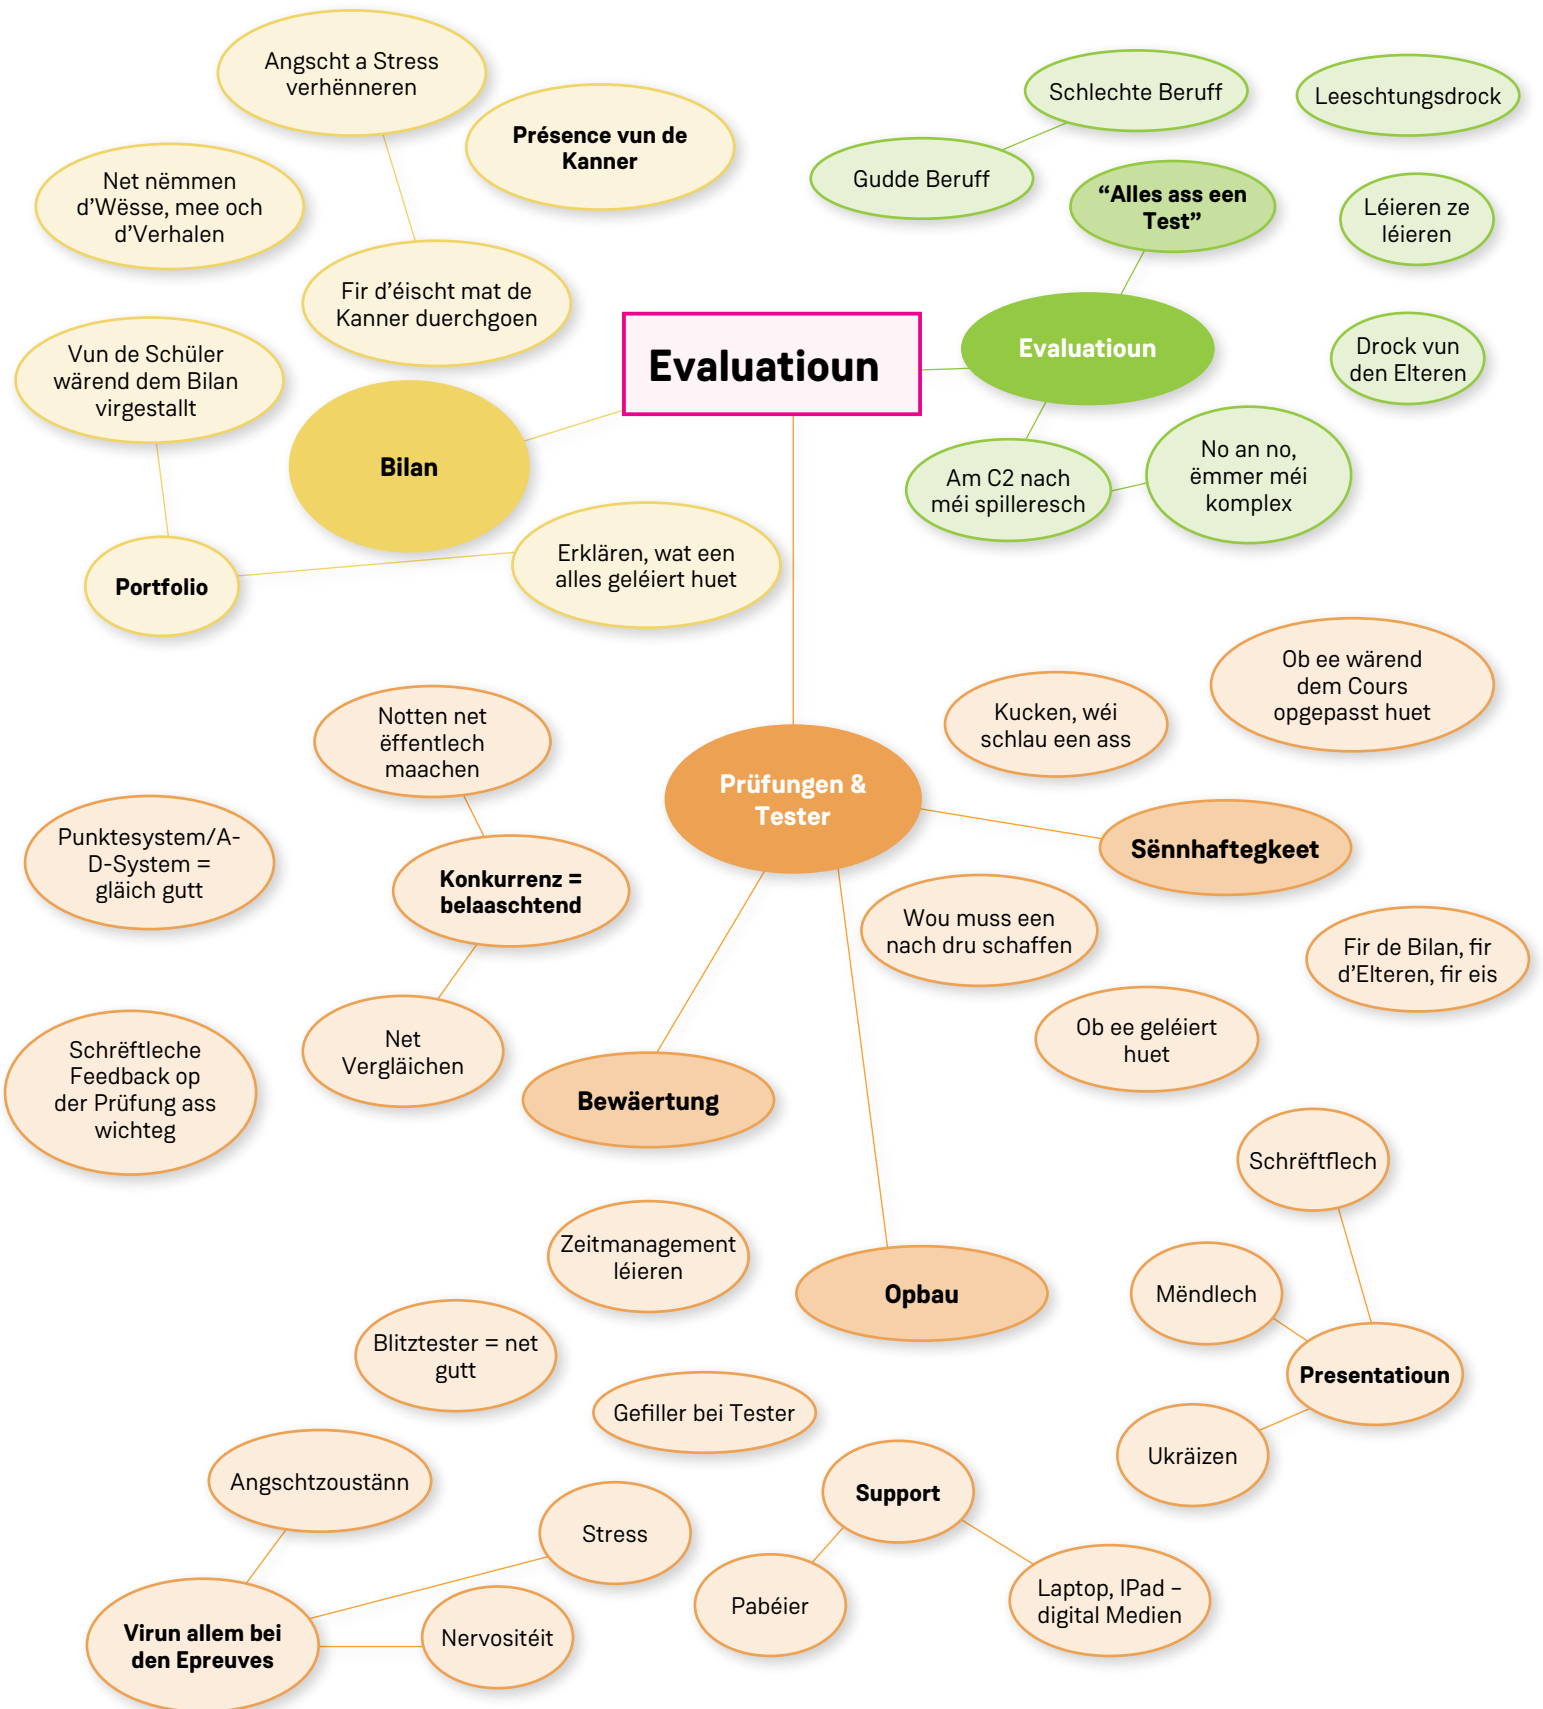 Angscht a Stress
verhënneren
Présence vun de
Kanner
Net nëmmen
d'Wësse, mee och
d'Verhalen
Fir d'éischt mat de
Kanner duerchgoen
Vun de Schüler
wärend dem Bilan
virgestallt
Bilan
Portfolio
Erklären, wat een
alles geléiert huet
Evaluatioun
Schlechte Beruff
Leeschtungsdrock
Gudde Beruff
“Alles ass een
Test”
Léieren ze
léieren
Evaluatioun
Drock vun
den Elteren
Am C2 nach
méi spilleresch
No an no,
ëmmer méi
komplex
Notten net
ëffentlech
maachen
Punktesystem/A-
D-System =
gläich gutt
Konkurrenz =
belaaschtend
Schrëftleche
Feedback op
der Prüfung ass
wichteg
Net
Vergläichen
Prüfungen &
Tester
Bewäertung
Kucken, wéi
schlau een ass
Ob ee wärend
dem Cours
opgepasst huet
Sënnhaftegkeet
Wou muss een
nach dru schaffen
Fir de Bilan, fir
d'Elteren, fir eis
Ob ee geléiert
huet
Schrëftflech
Mëndlech
Presentatioun
Ukräizen
Opbau
Zeitmanagement
léieren
Blitztester = net
gutt
Gefiller bei Tester
Angschtzoustänn
Stress
Virun allem bei
den Epreuves
Nervositéit
Support
Pabéier
Laptop, IPad –
digital Medien